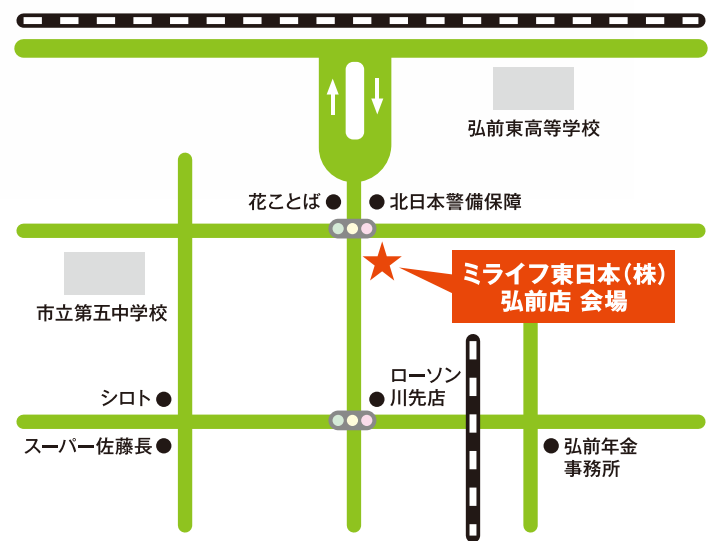 弘前東高等学校
花ことば
北日本警備保障
ミライフ東日本(株)
弘前店 会場
市立第五中学校
シロト
ローソン
川先店
スーパー佐藤長
弘前年金
事務所